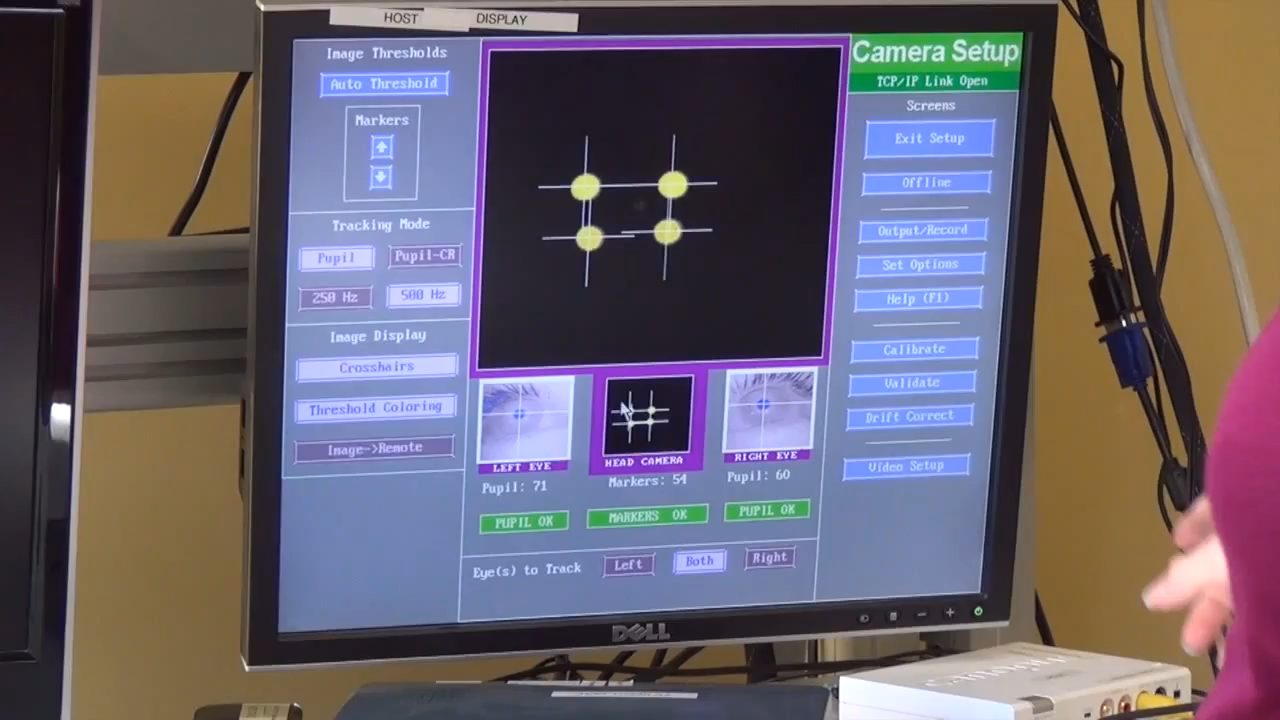 HOST DISPLAY
Image Thresholds
Auto Threshold
Markers
Tracking Mode
Pupil
Pupil-CR
250 Hz
500 Hz
Image Display
Crosshairs
Threshold Coloring
Image->Remote
LEFT EYE
HEAD CAMERA
RIGHT EYE
Pupil: 71
Markers: 54
Pupil: 60
PUPIL OK
MARKERS OK
PUPIL OK
Eye(s) to Track
Left
Both
Right
Camera Setup
TCP/IP Link Open
Screens
Exit Setup
Offline
Output/Record
Set Options
Help (F1)
Calibrate
Validate
Drift Correct
Video Setup
DELL